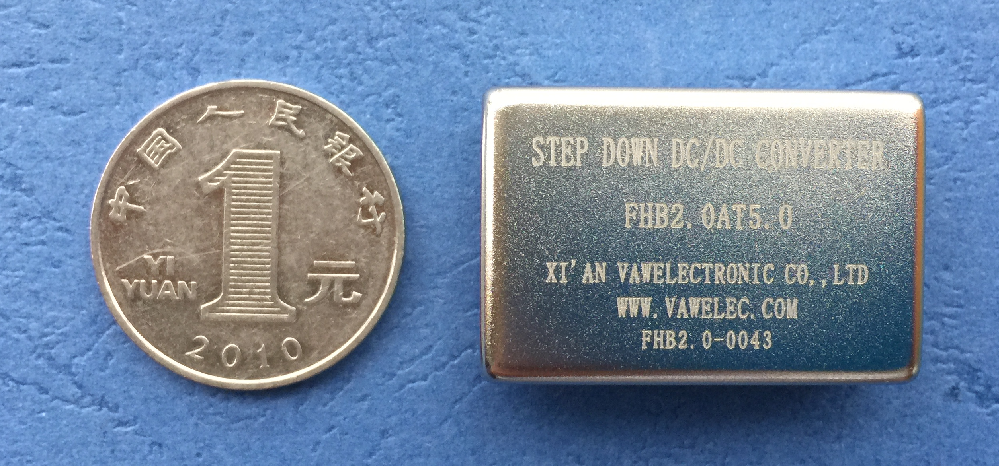 中国人民银行
YI
YUAN
1
元
2010
STEP DOWN DC/DC CONVERTER
FHB2.0AT5.0
XI'AN VAWELECTRONIC CO,,LTD
WWW.VAWELEC.COM
FHB2.0-0043